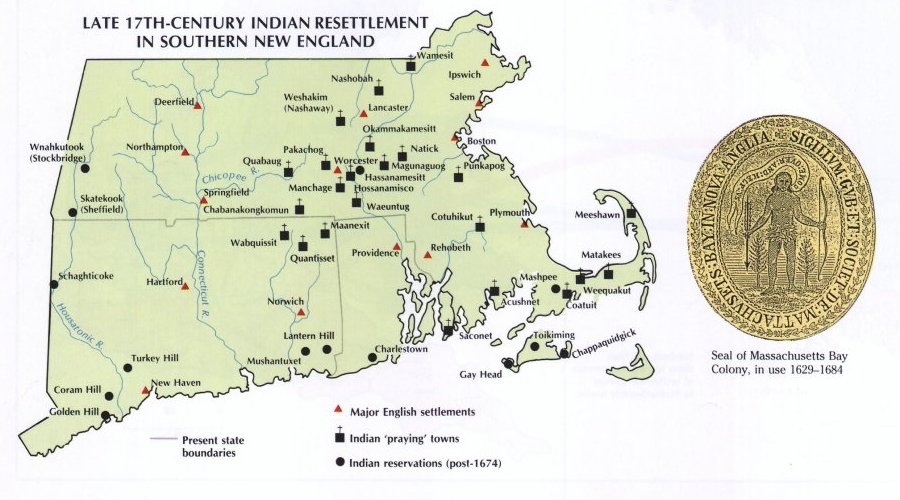 LATE 17TH-CENTURY INDIAN RESETTLEMENT
IN SOUTHERN NEW ENGLAND
Wamesit
Ipswich
Nashobah
Salem
Deerfield
Weshakim
(Nashaway)
Lancaster
Okammakamesitt
Boston
Wnahkutook
(Stockbridge)
Northampton
Pakachog
Natick
Quabaug
Worcester
Magunaguog
Punkapog
Chicopee R.
Hassanamesitt
Skatekook
(Sheffield)
Springfield
Manchage
Hossanamisco
Chabanakongkomun
Waeuntug
Cotuhikut
Plymouth
Meeshawn
Maanexit
Wabquissit
Quantisset
Providence
Rehobeth
Matakees
Schaghticoke
Hartford
Connecticut R.
Mashpee
Weequakut
Housatonic R.
Norwich
Acushnet
Coatuit
Lantern Hill
Saconet
Toikiming
Chappaquidgick
Turkey Hill
Mushantuxet
Charlestown
Gay Head
Coram Hill
New Haven
Golden Hill
Major English settlements
Present state
boundaries
Indian 'praying' towns
Indian reservations (post-1674)
SIGILLUM:GVB:ET:SOCIET:DE:MATTACHVSETS:BAY:IN:NOVA:ANGLIA:
Seal of Massachusetts Bay
Colony, in use 1629–1684